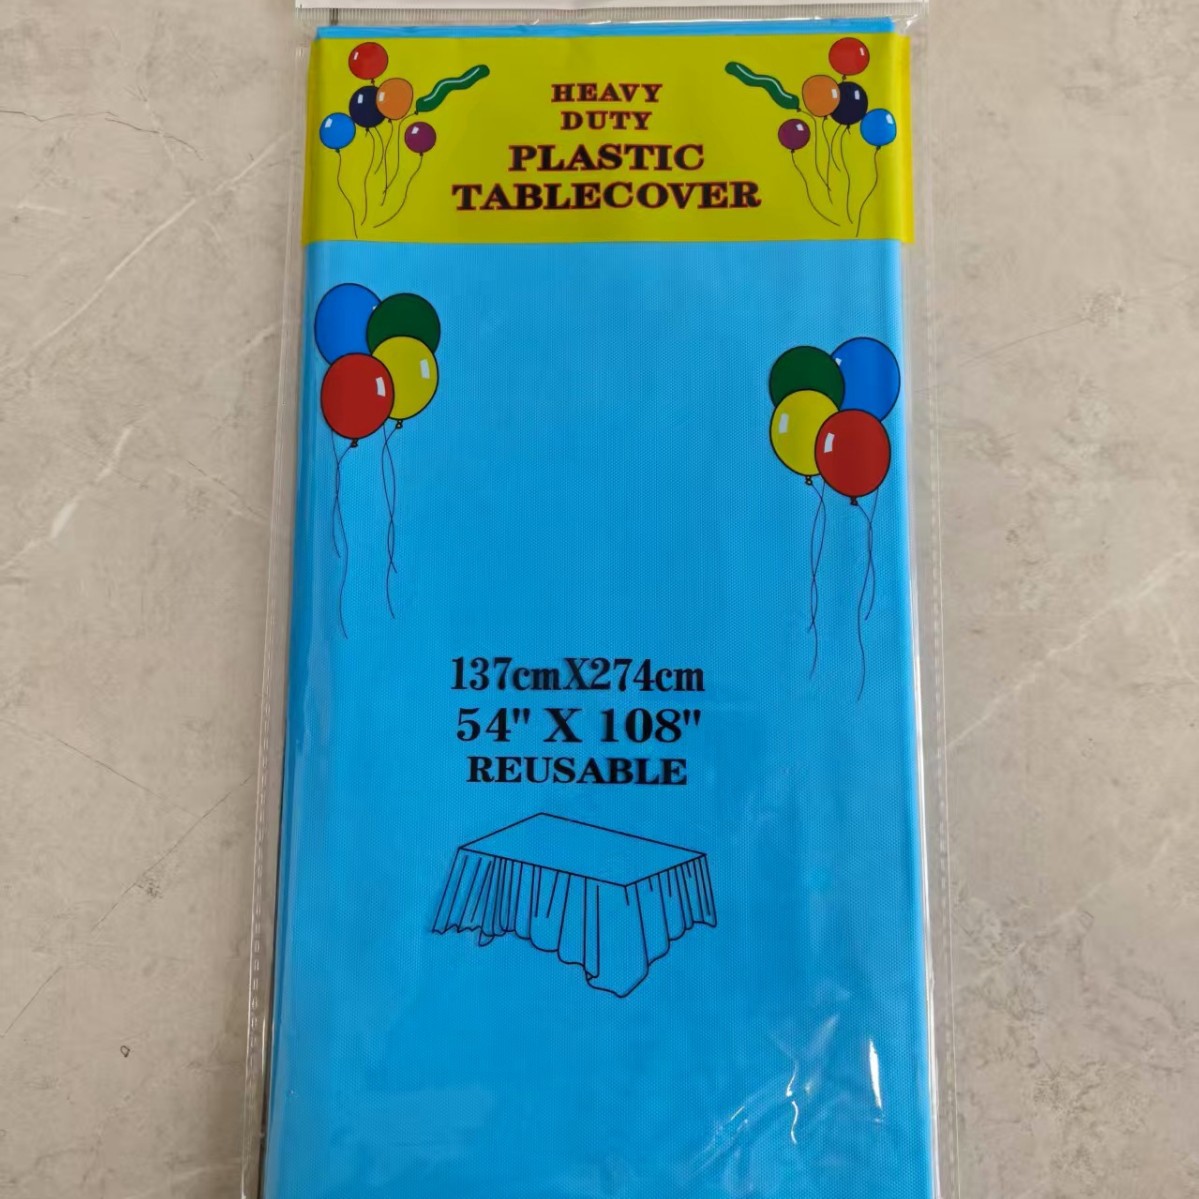 HEAVY
DUTY
PLASTIC
TABLECOVER
137cmX274cm
54" X 108"
REUSABLE